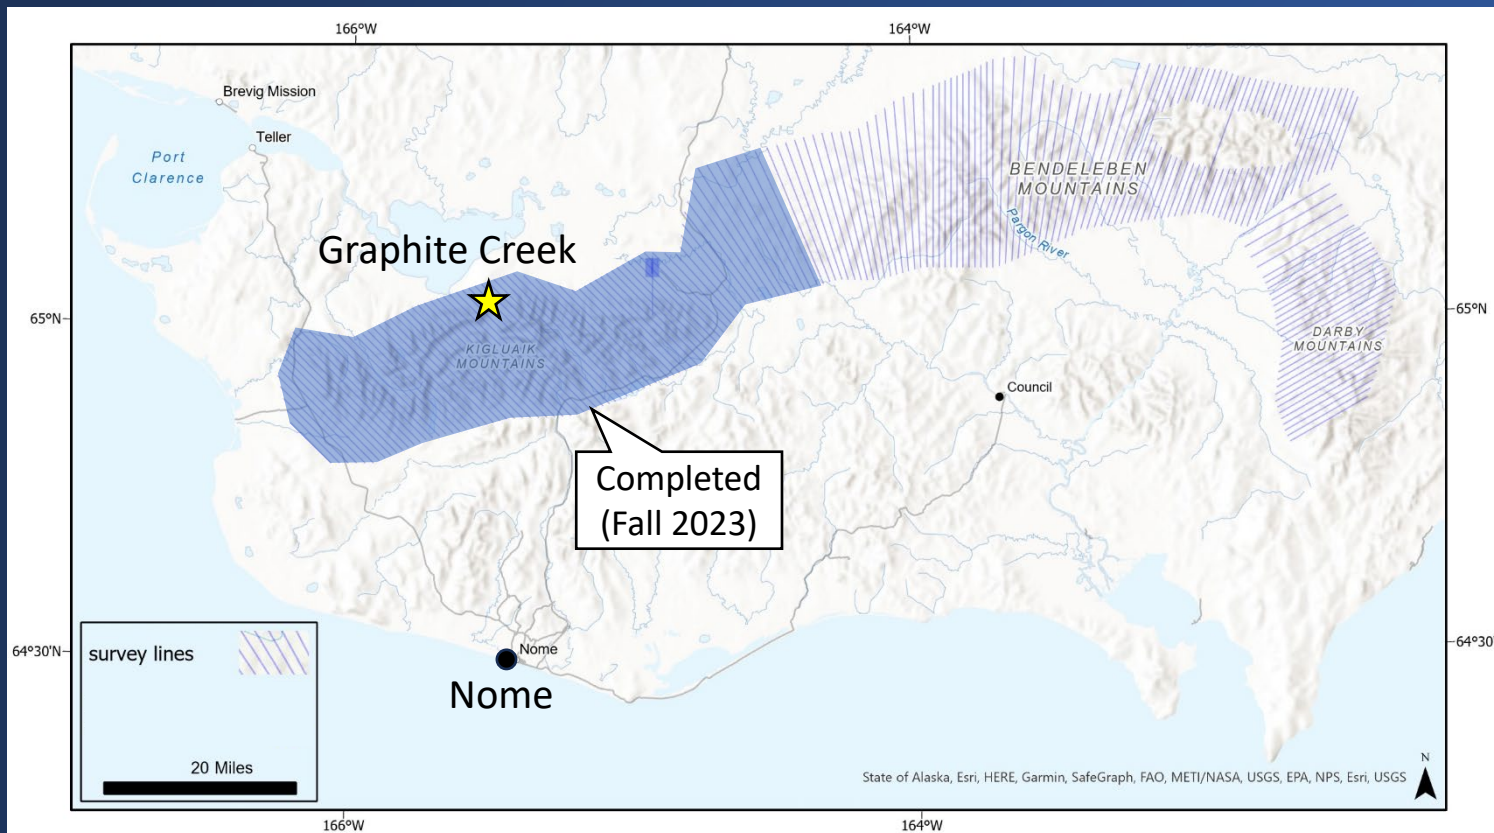 166°W
164°W
Brevig Mission
Teller
Port
Clarence
BENDELEBEN
MOUNTAINS
Pargon River
Graphite Creek
65°N
65°N
KIGLUAIK
MOUNTAINS
DARBY
MOUNTAINS
Council
Completed
(Fall 2023)
survey lines
64°30'N
64°30'
Nome
Nome
20 Miles
State of Alaska, Esri, HERE, Garmin, SafeGraph, FAO, METI/NASA, USGS, EPA, NPS, Esri, USGS
N
166°W
164°W